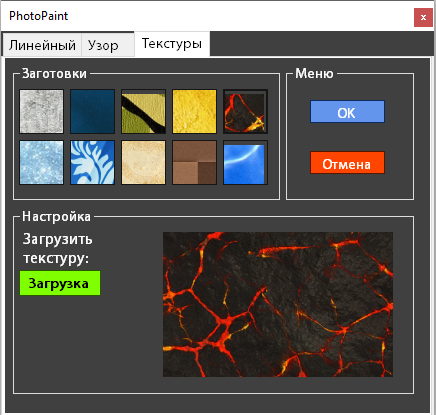 PhotoPaint
x
Линейный Узор Текстуры
Заготовки Меню
OK
Отмена
Настройка
Загрузить
текстуру:
Загрузка